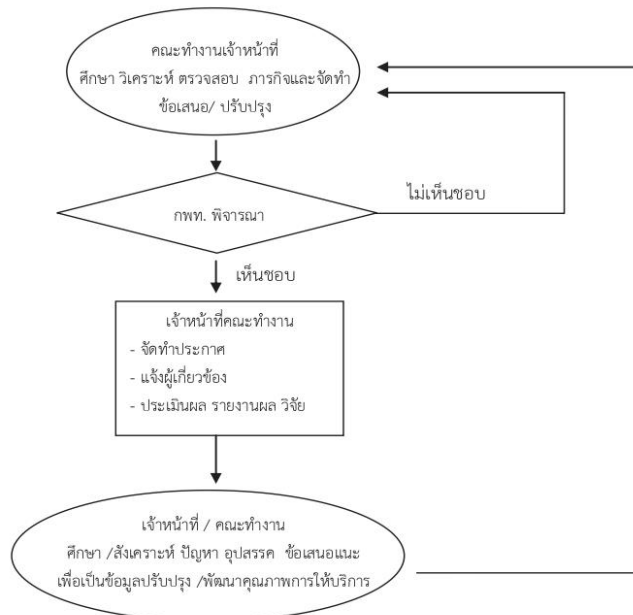 คณะทำงานเจ้าหน้าที่
ศึกษา วิเคราะห์ ตรวจสอบ ภารกิจและจัดทำ
ข้อเสนอ/ ปรับปรุง
ไม่เห็นชอบ
กพท. พิจารณา
เห็นชอบ
เจ้าหน้าที่คณะทำงาน
- จัดทำประกาศ
- แจ้งผู้เกี่ยวข้อง
- ประเมินผล รายงานผล วิจัย
เจ้าหน้าที่ / คณะทำงาน
ศึกษา /สังเคราะห์ ปัญหา อุปสรรค ข้อเสนอแนะ
เพื่อเป็นข้อมูลปรับปรุง /พัฒนาคุณภาพการให้บริการ